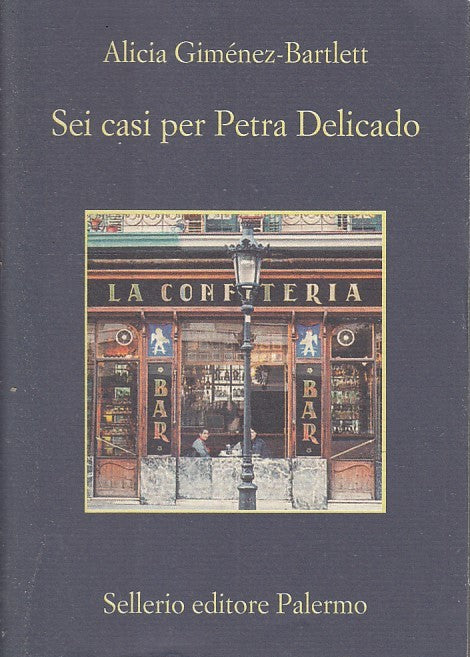 Alicia Giménez-Bartlett
Sei casi per Petra Delicado
LA CONFITERIA
BAR
BAR
Sellerio editore Palermo